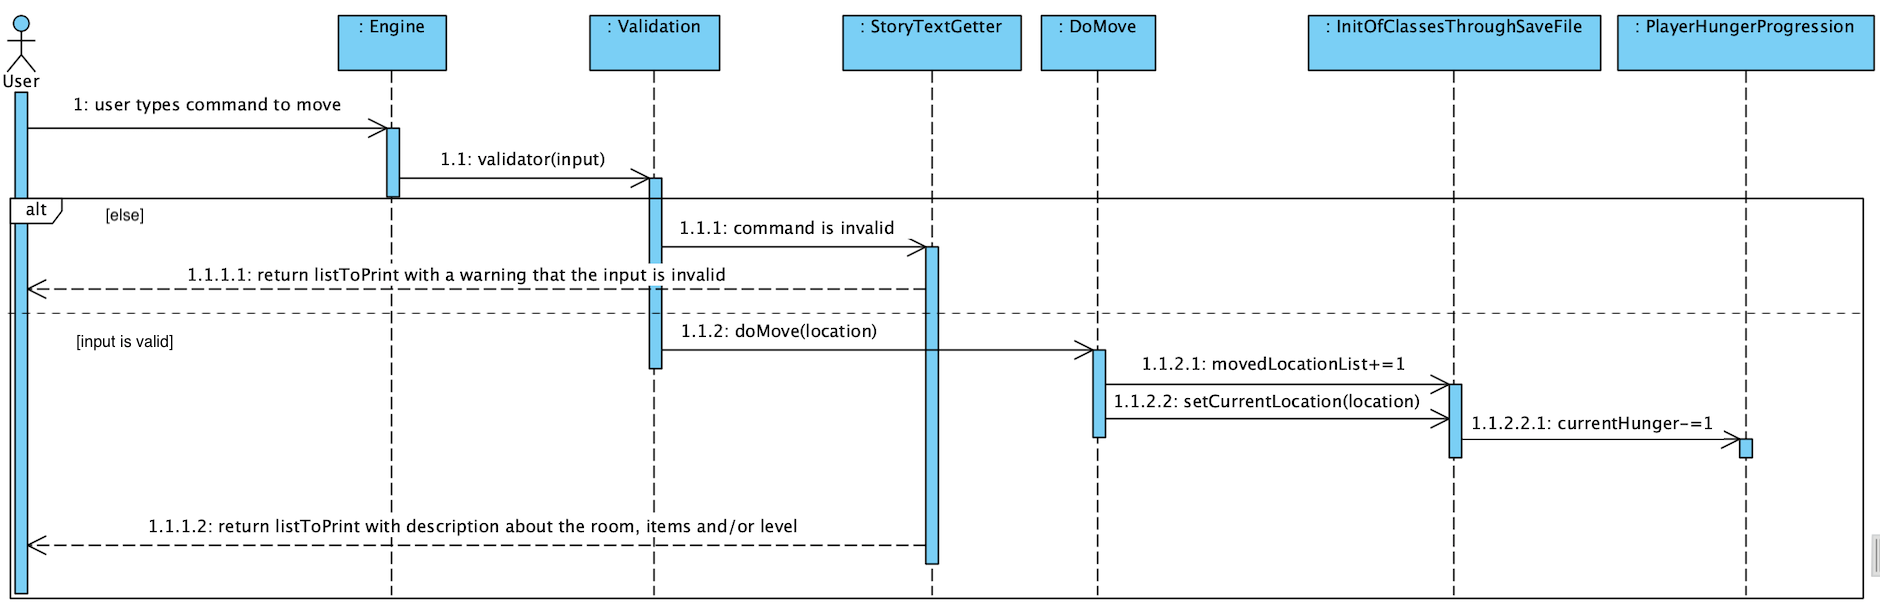 : Engine
: Validation
: StoryTextGetter
: DoMove
: InitOfClassesThroughSaveFile
: PlayerHungerProgression
User
1: user types command to move
1.1: validator(input)
alt
[else]
1.1.1: command is invalid
1.1.1.1: return listToPrint with a warning that the input is invalid
[input is valid]
1.1.2: doMove(location)
1.1.2.1: movedLocationList+=1
1.1.2.2: setCurrentLocation(location)
1.1.2.2.1: currentHunger-=1
1.1.1.2: return listToPrint with description about the room, items and/or level